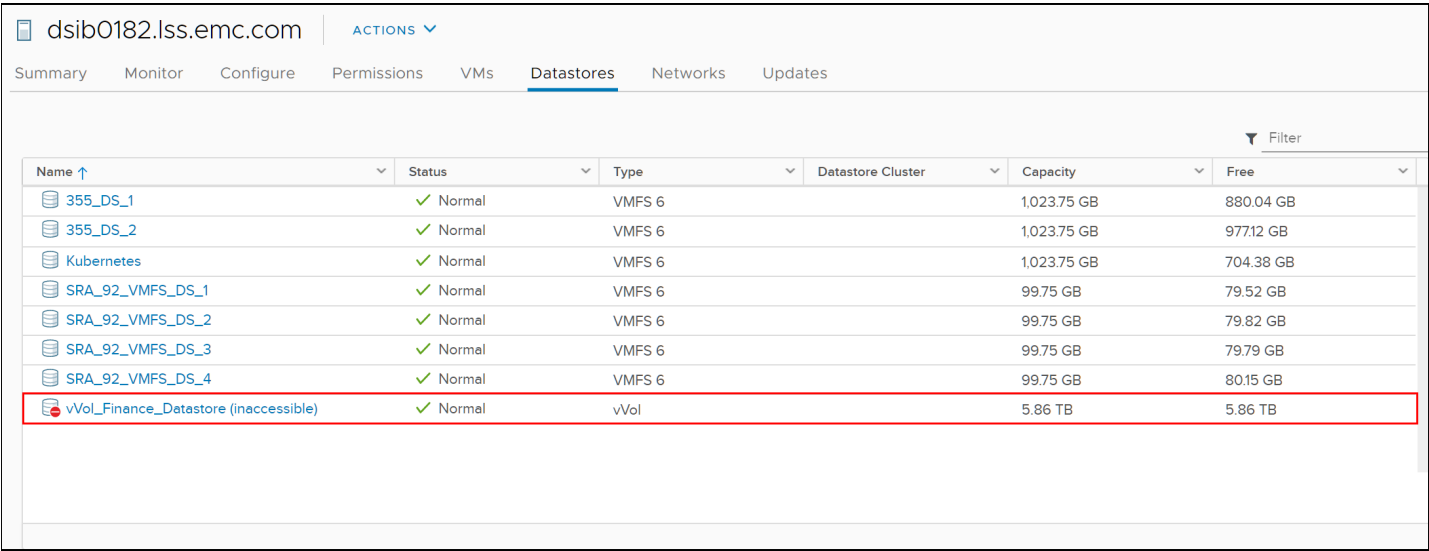 dsib0182.lss.emc.com ACTIONS
Summary Monitor Configure Permissions VMs Datastores Networks Updates
Filter
Name Status Type Datastore Cluster Capacity Free
355_DS_1 Normal VMFS 6 1,023.75 GB 880.04 GB
355_DS_2 Normal VMFS 6 1,023.75 GB 977.12 GB
Kubernetes Normal VMFS 6 1,023.75 GB 704.38 GB
SRA_92_VMFS_DS_1 Normal VMFS 6 99.75 GB 79.52 GB
SRA_92_VMFS_DS_2 Normal VMFS 6 99.75 GB 79.82 GB
SRA_92_VMFS_DS_3 Normal VMFS 6 99.75 GB 79.79 GB
SRA_92_VMFS_DS_4 Normal VMFS 6 99.75 GB 80.15 GB
vVol_Finance_Datastore (inaccessible) Normal vVol 5.86 TB 5.86 TB